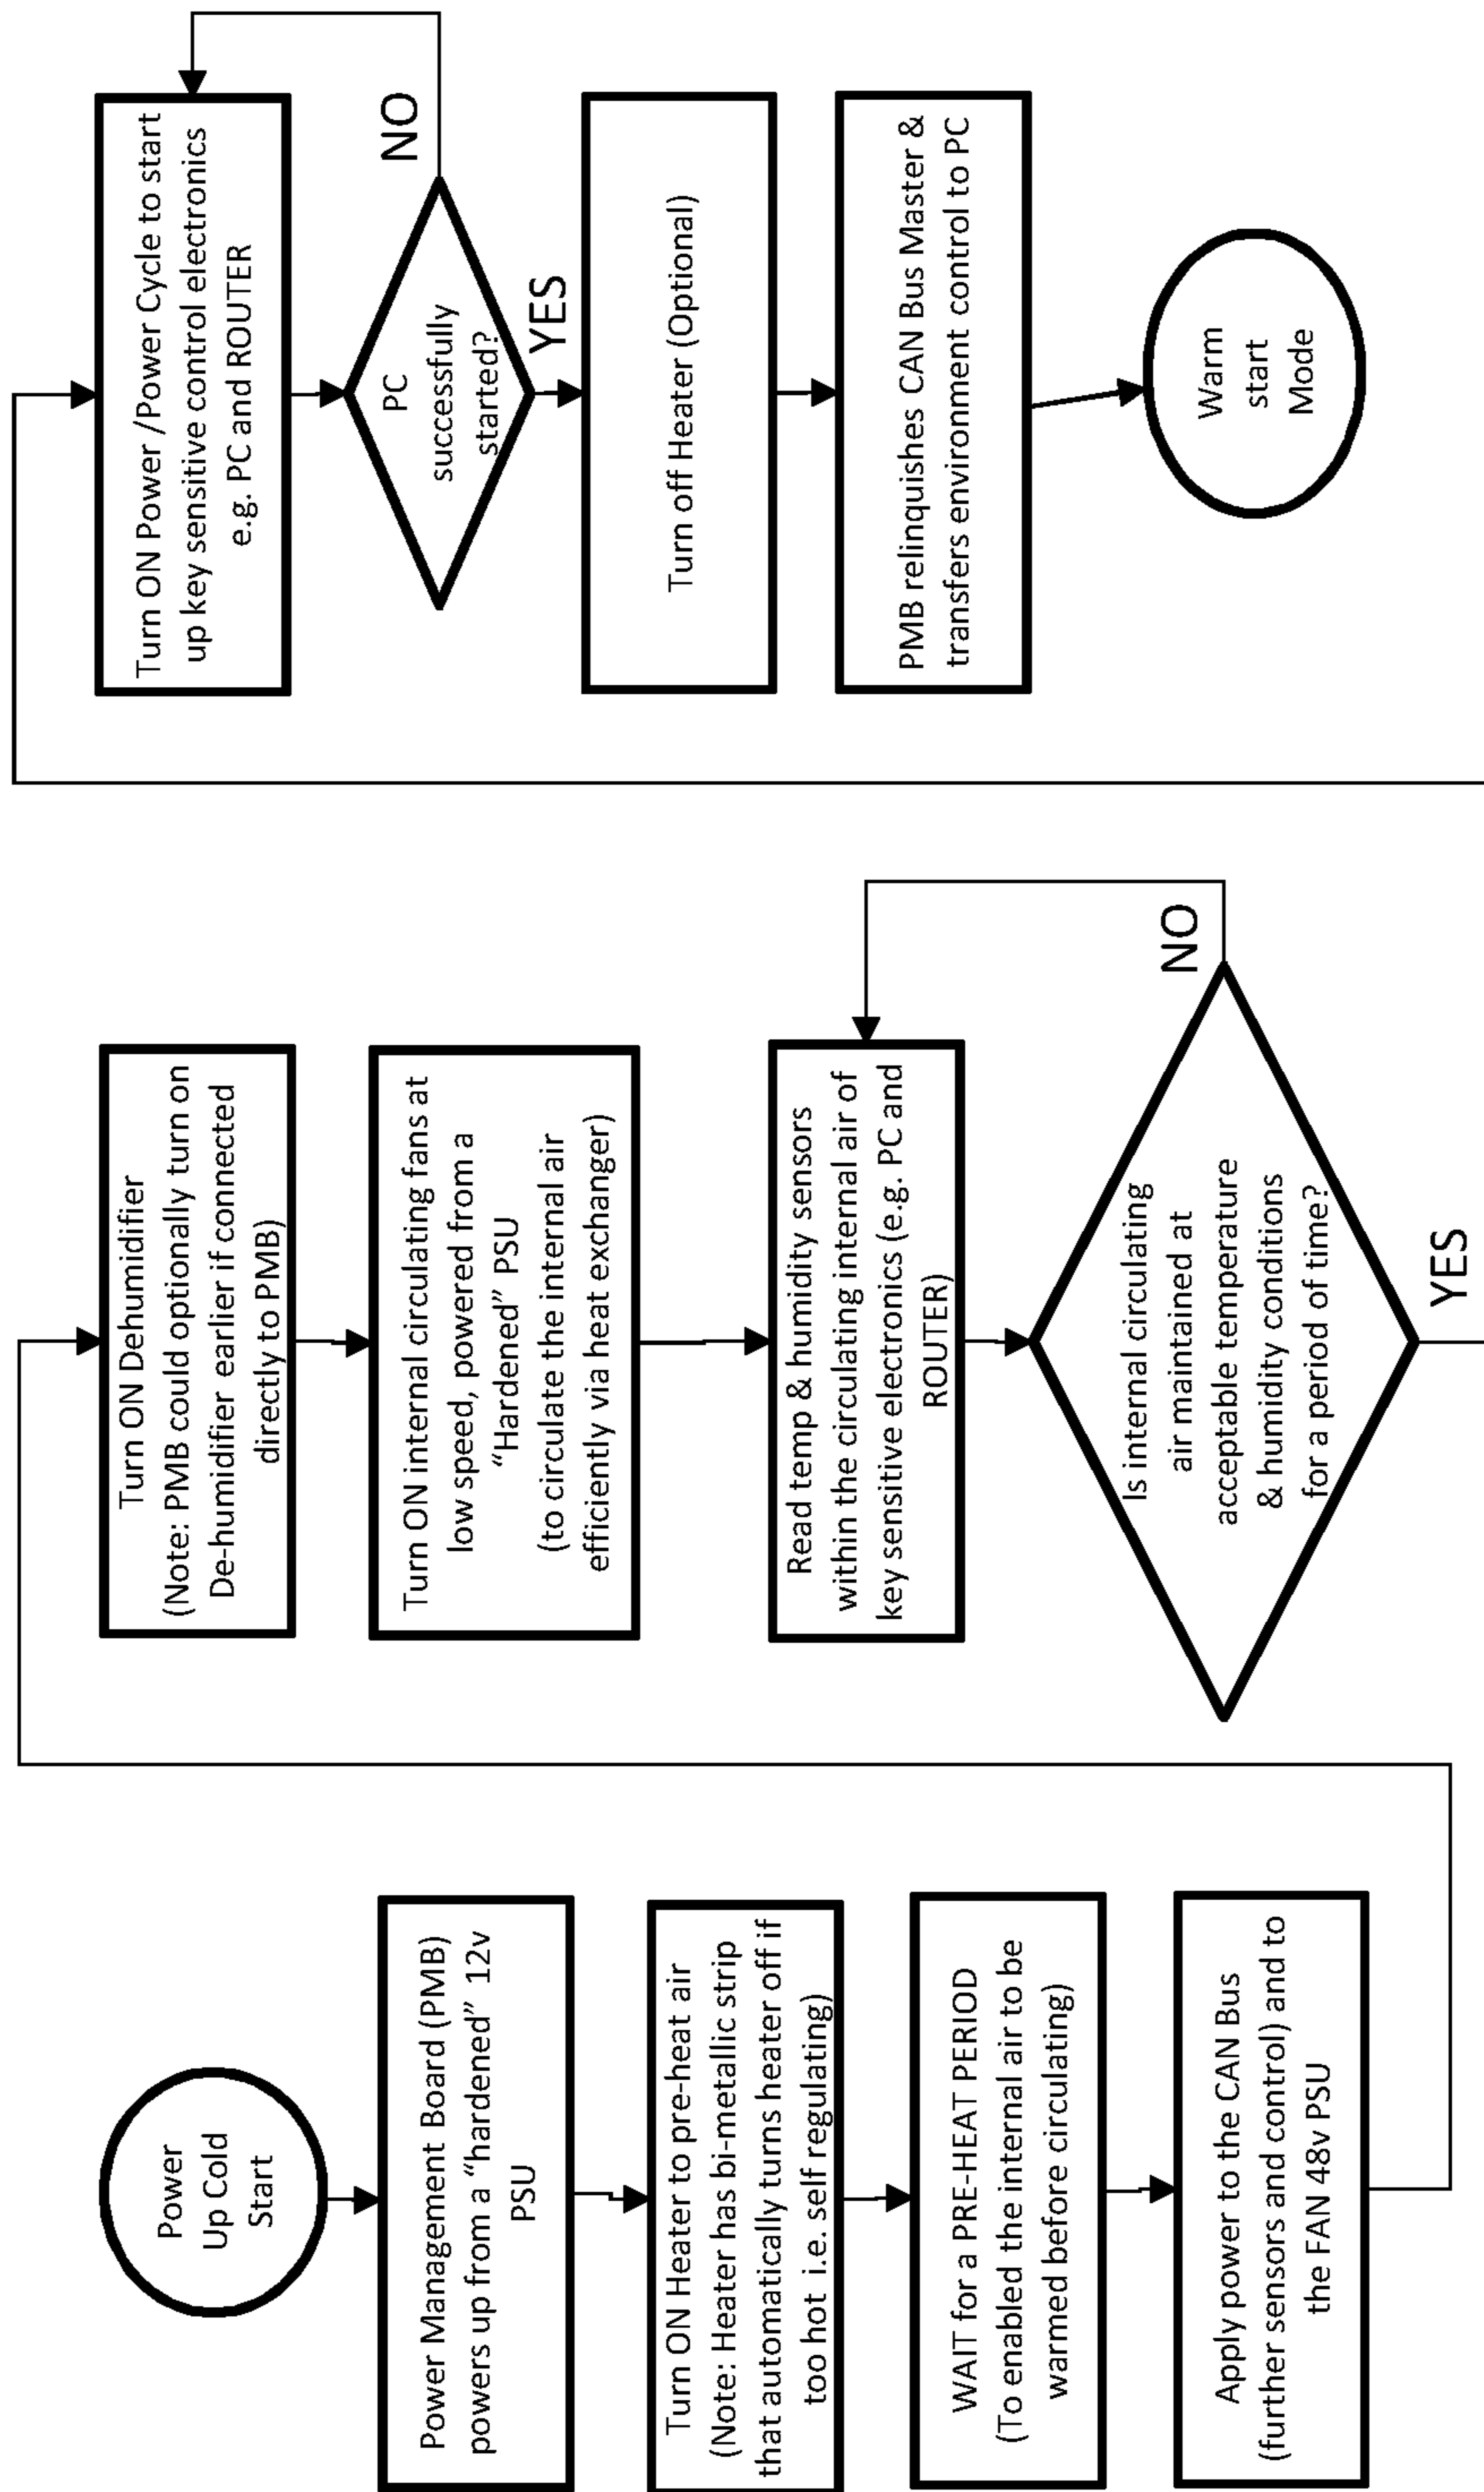 Power
Up Cold
Start
Power Management Board (PMB)
powers up from a “hardened” 12v
PSU
Turn ON Heater to pre-heat air
(Note: Heater has bi-metallic strip
that automatically turns heater off if
too hot i.e. self regulating)
WAIT for a PRE-HEAT PERIOD
(To enabled the internal air to be
warmed before circulating)
Apply power to the CAN Bus
(further sensors and control) and to
the FAN 48v PSU
Turn ON Dehumidifier
(Note: PMB could optionally turn on
De-humidifier earlier if connected
directly to PMB)
Turn ON internal circulating fans at
low speed, powered from a
“Hardened” PSU
(to circulate the internal air
efficiently via heat exchanger)
Read temp & humidity sensors
within the circulating internal air of
key sensitive electronics (e.g. PC and
ROUTER)
Is internal circulating
air maintained at
acceptable temperature
& humidity conditions
for a period of time?
NO
YES
Turn ON Power /Power Cycle to start
up key sensitive control electronics
e.g. PC and ROUTER
PC
successfully
started?
NO
YES
Turn off Heater (Optional)
PMB relinquishes CAN Bus Master &
transfers environment control to PC
Warm
start
Mode